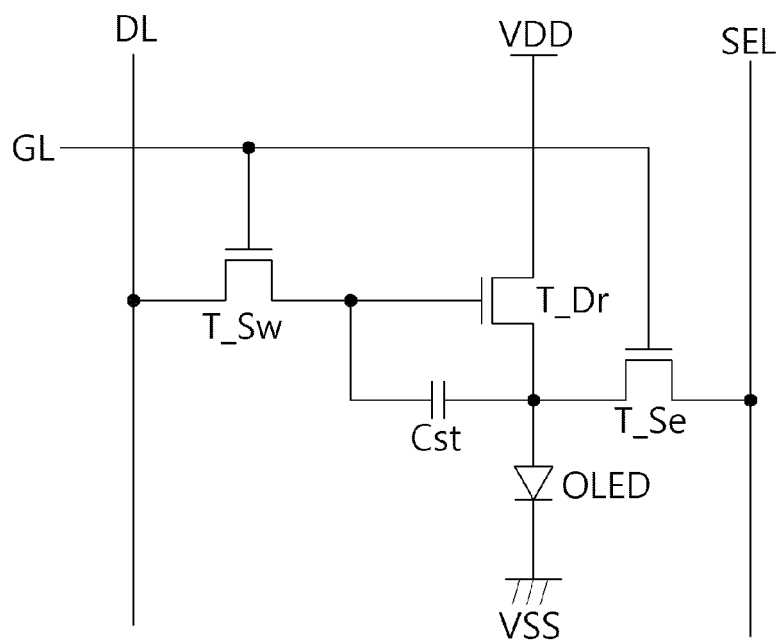 DL
VDD
SEL
GL
T_Sw
T_Dr
Cst
T_Se
OLED
VSS